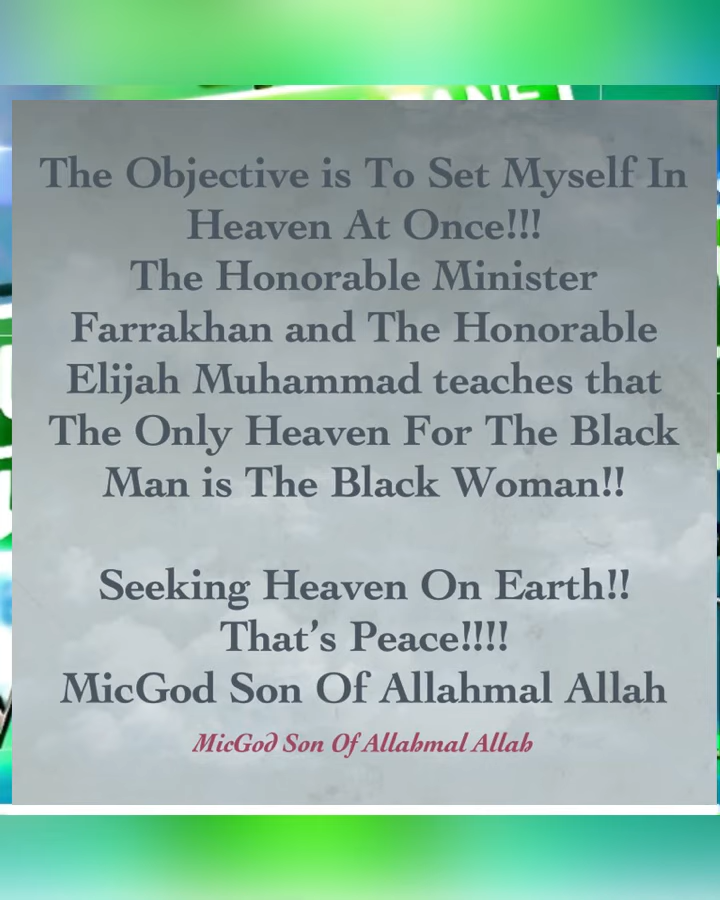 The Objective is To Set Myself In
Heaven At Once!!!
The Honorable Minister
Farrakhan and The Honorable
Elijah Muhammad teaches that
The Only Heaven For The Black
Man is The Black Woman!!
Seeking Heaven On Earth!!
That's Peace!!!!
MicGod Son Of Allahmal Allah
MicGod Son Of Allahmal Allah